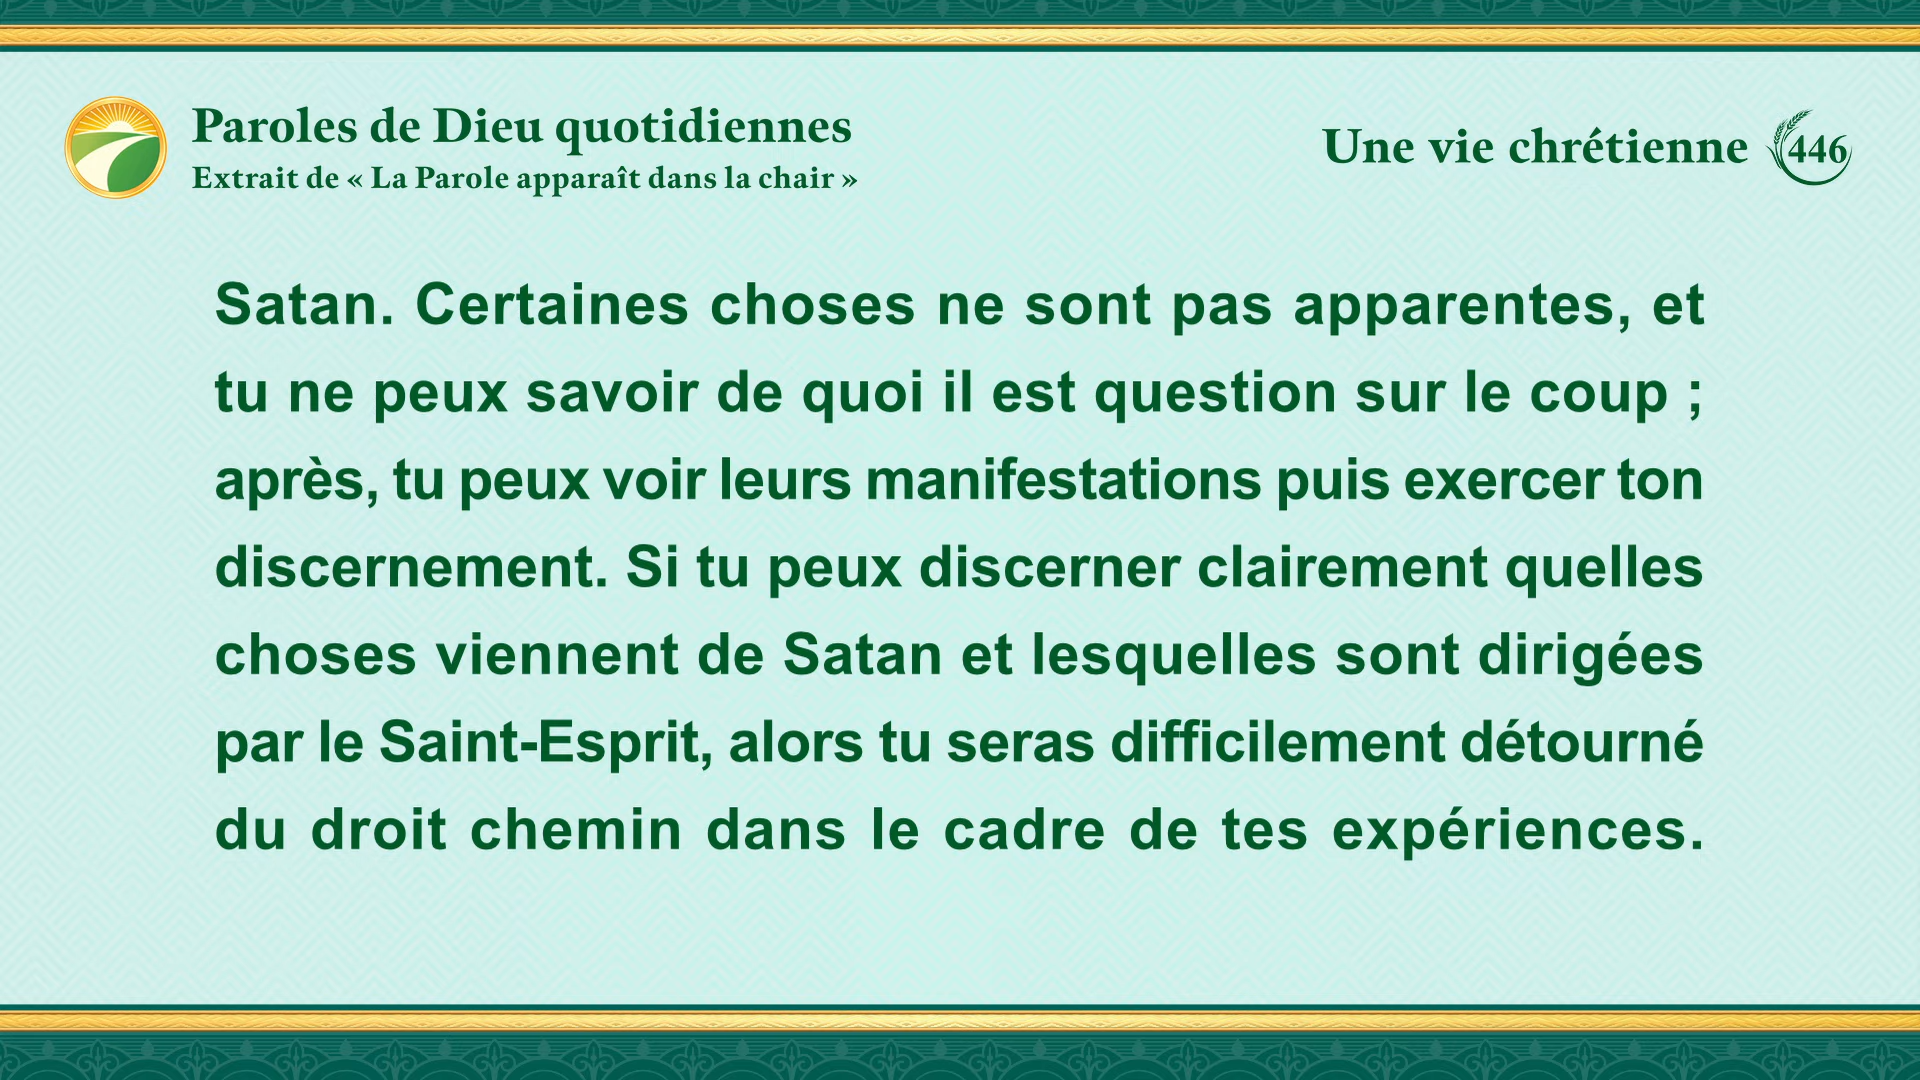 Paroles de Dieu quotidiennes
Extrait de « La Parole apparaît dans la chair »
Une vie chrétienne 446
Satan. Certaines choses ne sont pas apparentes, et
tu ne peux savoir de quoi il est question sur le coup ;
après, tu peux voir leurs manifestations puis exercer ton
discernement. Si tu peux discerner clairement quelles
choses viennent de Satan et lesquelles sont dirigées
par le Saint-Esprit, alors tu seras difficilement détourné
du droit chemin dans le cadre de tes expériences.